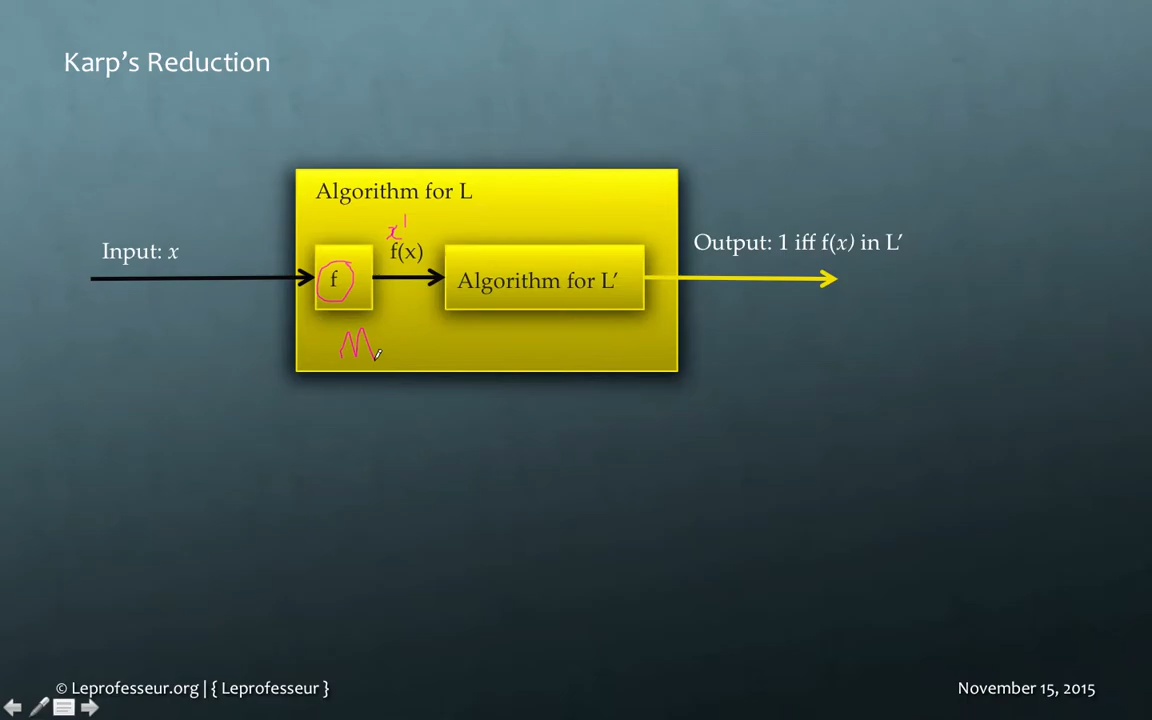 Karp’s Reduction
Algorithm for L
x'
Input: x
f(x)
Output: 1 iff f(x) in L’
f
Algorithm for L’
M
© Leprofesseur.org | { Leprofesseur }
November 15, 2015